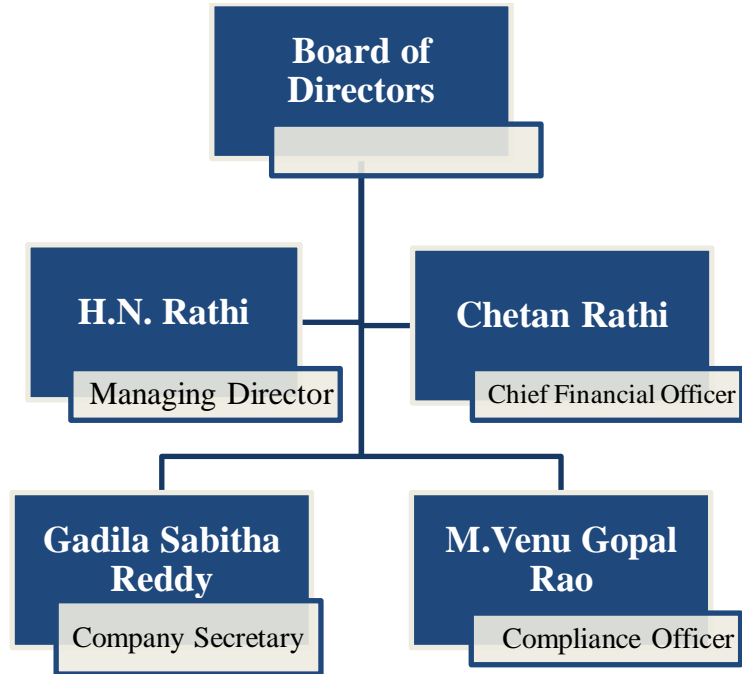 Board of
Directors
H.N. Rathi
Managing Director
Chetan Rathi
Chief Financial Officer
Gadila Sabitha
Reddy
Company Secretary
M.Venu Gopal
Rao
Compliance Officer